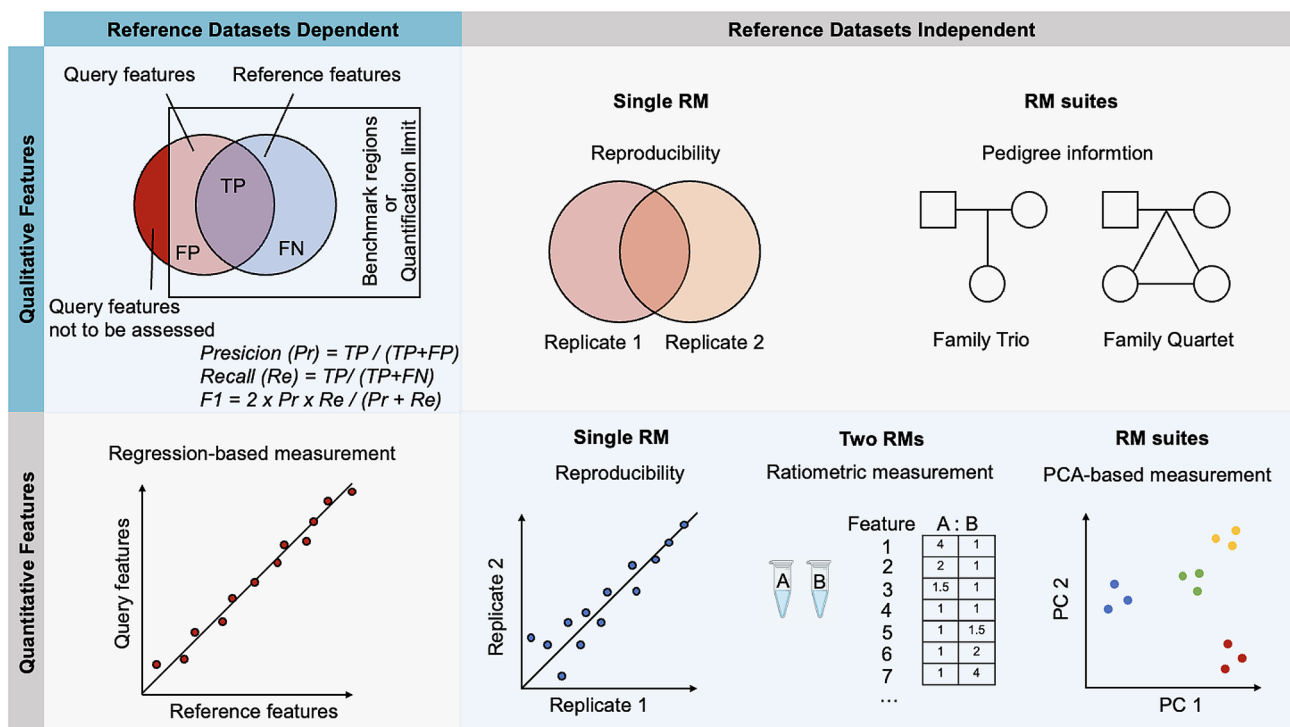 Reference Datasets Dependent
Reference Datasets Independent
Qualitative Features
Query features
Reference features
TP
FP
FN
Benchmark regions
or
Quantification limit
Query features
not to be assessed
Presicion (Pr) = TP / (TP+FP)
Recall (Re) = TP/ (TP+FN)
F1 = 2 x Pr x Re / (Pr + Re)
Single RM
Reproducibility
Replicate 1
Replicate 2
RM suites
Pedigree informtion
Family Trio
Family Quartet
Quantitative Features
Regression-based measurement
Query features
Reference features
Single RM
Reproducibility
Replicate 2
Replicate 1
Two RMs
Ratiometric measurement
A
B
Feature A : B
1 4 1
2 2 1
3 1.5 1
4 1 1
5 1 1.5
6 1 2
7 1 4
...
RM suites
PCA-based measurement
PC 2
PC 1